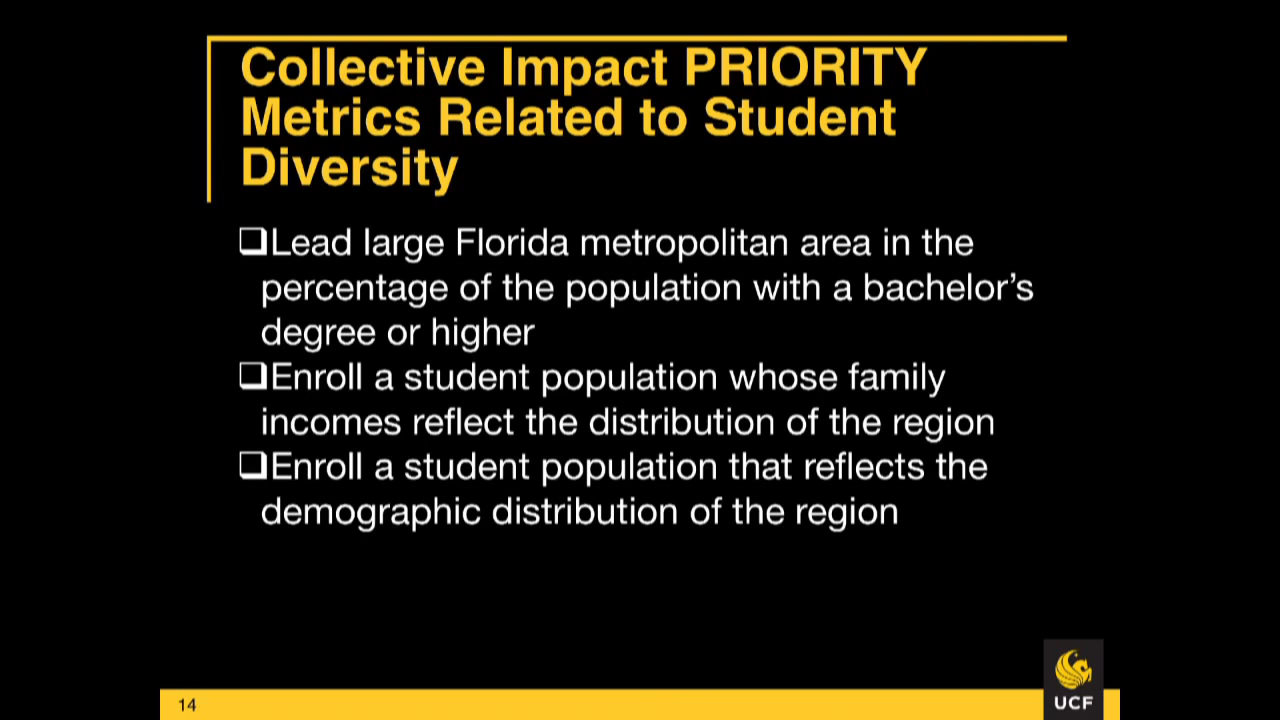 Collective Impact PRIORITY
Metrics Related to Student
Diversity
❑Lead large Florida metropolitan area in the
percentage of the population with a bachelor’s
degree or higher
❑Enroll a student population whose family
incomes reflect the distribution of the region
❑Enroll a student population that reflects the
demographic distribution of the region
14
UCF